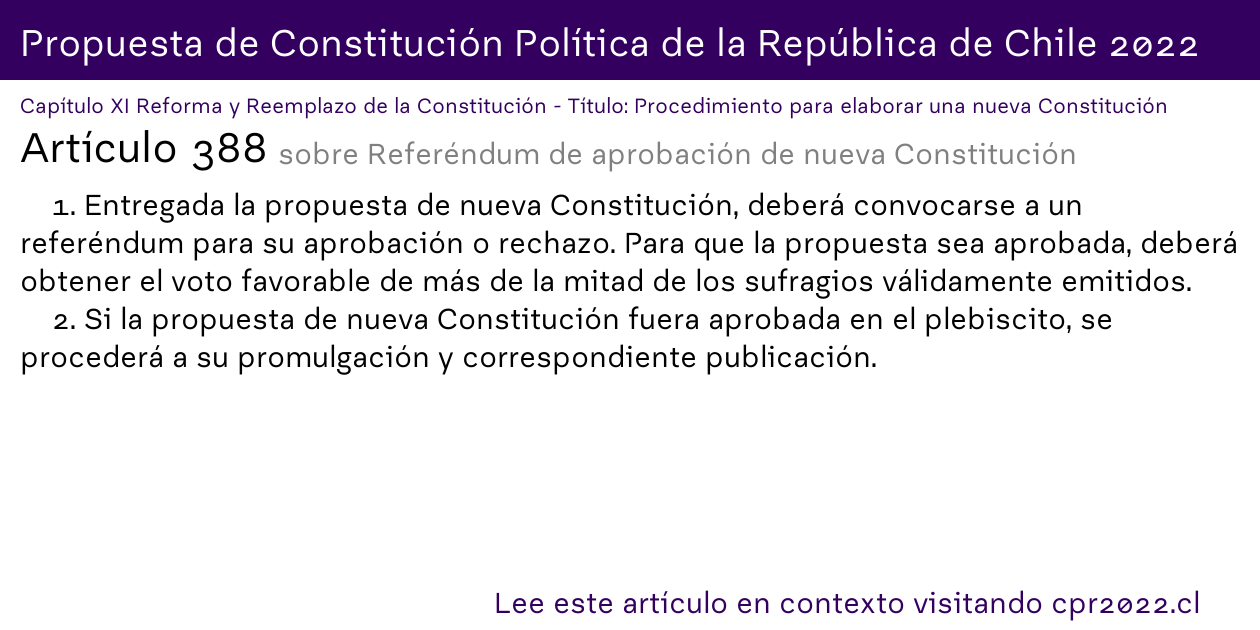 Propuesta de Constitución Política de la República de Chile 2022
Capítulo XI Reforma y Reemplazo de la Constitución - Título: Procedimiento para elaborar una nueva Constitución
Artículo 388 sobre Referéndum de aprobación de nueva Constitución
1. Entregada la propuesta de nueva Constitución, deberá convocarse a un
referéndum para su aprobación o rechazo. Para que la propuesta sea aprobada, deberá
obtener el voto favorable de más de la mitad de los sufragios válidamente emitidos.
2. Si la propuesta de nueva Constitución fuera aprobada en el plebiscito, se
procederá a su promulgación y correspondiente publicación.
Lee este artículo en contexto visitando cpr2022.cl